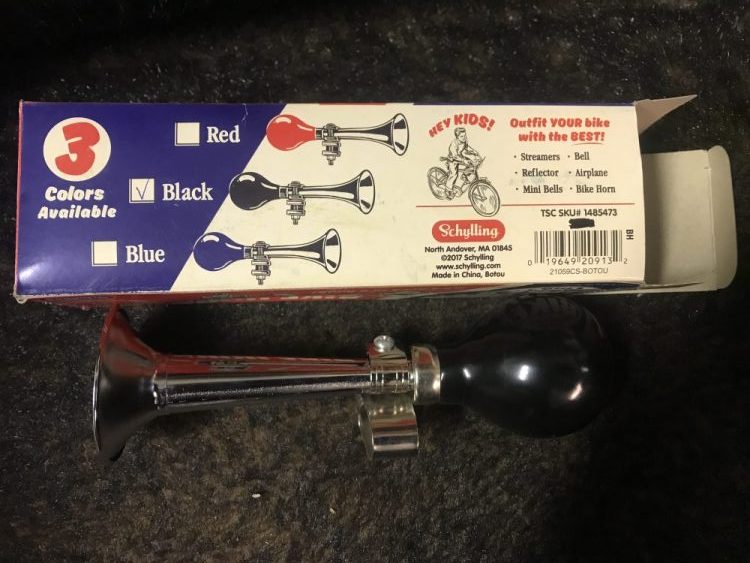 3
Colors
Available
Red
Black
Blue
HEY KIDS!
Outfit YOUR bike
with the BEST!
· Streamers · Bell
· Reflector · Airplane
· Mini Bells · Bike Horn
TSC SKU# 1485473
Schylling
North Andover, MA 01845
©2017 Schylling
www.schylling.com
Made in China, Botou
0 19649 20913 2
21059CS-BOTOU
BH